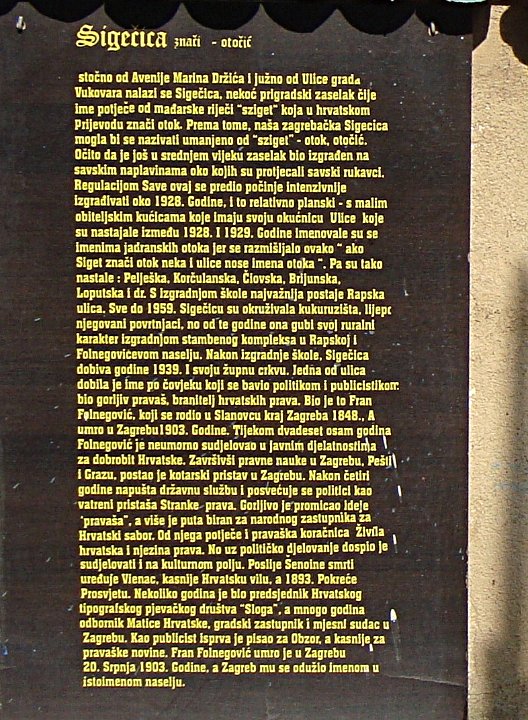 Sigečica znači - otočić
stočno od Avenije Marina Držića i južno od Ulice grada
Vukovara nalazi se Sigečica, nekoć prigradski zaselak čije
ime potječe od mađarske riječi "sziget" koja u hrvatskom
prijevodu znači otok. Prema tome, naša zagrebačka Sigecica
mogla bi se nazivati umanjeno od "sziget" - otok, otočić.
Očito da je još u srednjem vijeku zaselak bio izgrađen na
savskim naplavinama oko kojih su protjecali savski rukavci.
Regulacijom Save ovaj se predio počinje intenzivnije
izgrađivati oko 1928. Godine, i to relativno planski - s malim
obiteljskim kućicama koje imaju svoju okućnicu Ulice koje
su nastajale između 1928. I 1929. Godine imenovale su se
imenima jadranskih otoka jer se razmišljalo ovako " ako
Siget znači otok neka i ulice nose imena otoka ". Pa su tako
nastale : Pelješka, Korčulanska, Čiovska, Brijunska,
Loputska i dr. S izgradnjom škole najvažnija postaje Rapska
ulica. Sve do 1959. Sigečicu su okruživala kukuruzišta, lijepo
njegovani povrtnjaci, no od te godine ona gubi svoj ruralni
karakter izgradnjom stambenog kompleksa u Rapskoj i
Folnegovićevom naselju. Nakon izgradnje škole, Sigečica
dobiva godine 1939. I svoju župnu crkvu. Jedna od ulica
dobila je ime po čovjeku koji se bavio politikom i publicistikom
bio gorljiv pravaš, branitelj hrvatskih prava. Bio je to Fran
Folnegović, koji se rodio u Slanovcu kraj Zagreba 1848., A
umro u Zagrebu1903. Godine. Tijekom dvadeset osam godina
Folnegović je neumorno sudjelovao u javnim djelatnostima
za dobrobit Hrvatske. Završivši pravne nauke u Zagrebu, Pešti
i Grazu, postao je kotarski pristav u Zagrebu. Nakon četiri
godine napušta državnu službu i posvećuje se politici kao
vatreni pristaša Stranke prava. Gorljivo je promicao ideje
"pravaša", a više je puta biran za narodnog zastupnika za
Hrvatski sabor. Od njega potječe i pravaška koračnica Živila
hrvatska i njezina prava. No uz političko djelovanje dospio je
sudjelovati i na kulturnom polju. Poslije Šenoine smrti
uređuje Vienac, kasnije Hrvatsku vilu, a 1893. Pokreće
Prosvjetu. Nekoliko godina je bio predsjednik Hrvatskog
tipografskog pjevačkog društva "Sloga", a mnogo godina
odbornik Matice Hrvatske, gradski zastupnik i mjesni sudac u
Zagrebu. Kao publicist isprva je pisao za Obzor, a kasnije za
pravaške novine. Fran Folnegović umro je u Zagrebu
20. Srpnja 1903. Godine, a Zagreb mu se odužio imenom u
istoimenom naselju.